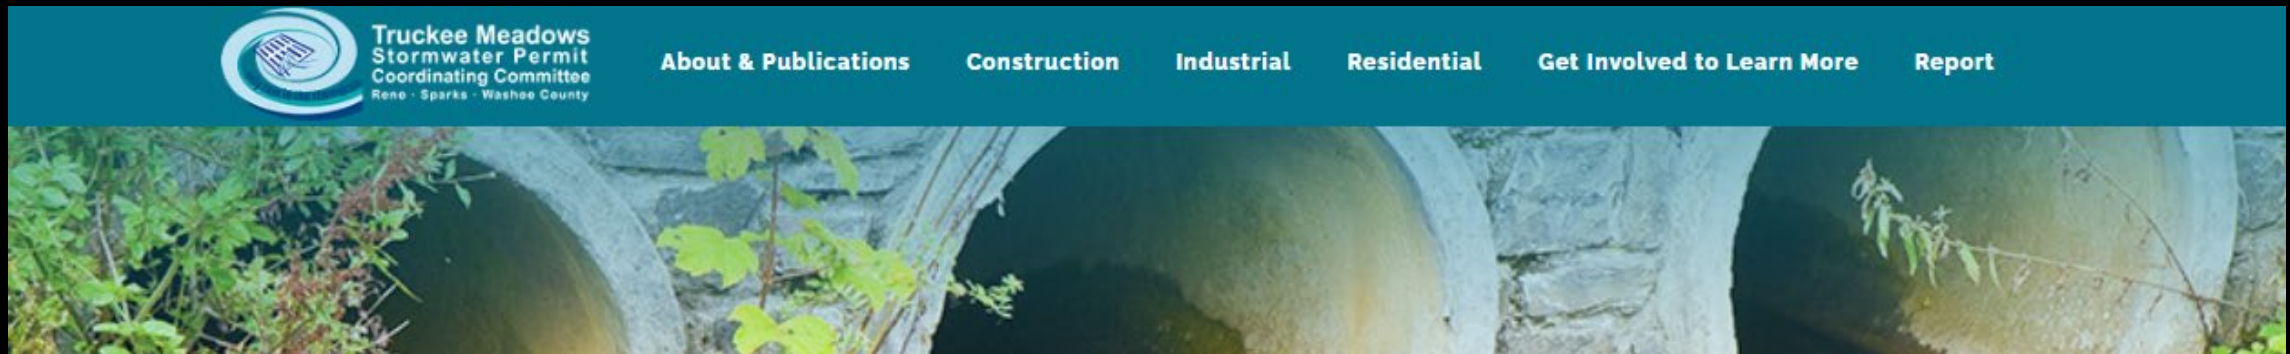 Truckee Meadows
Stormwater Permit
Coordinating Committee
Reno · Sparks · Washoe County
About & Publications
Construction
Industrial
Residential
Get Involved to Learn More
Report